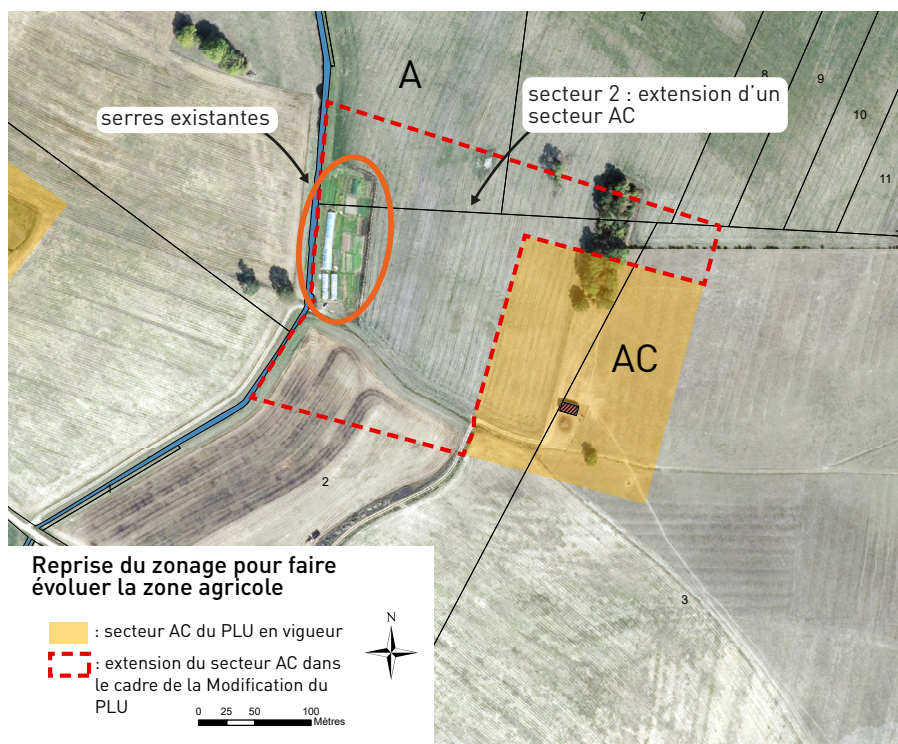 7
A
8
9
10
11
serres existantes
secteur 2 : extension d'un
secteur AC
AC
2
1
3
Reprise du zonage pour faire
évoluer la zone agricole
: secteur AC du PLU en vigueur
: extension du secteur AC dans
le cadre de la Modification du
PLU
N
0 25 50 100
Mètres